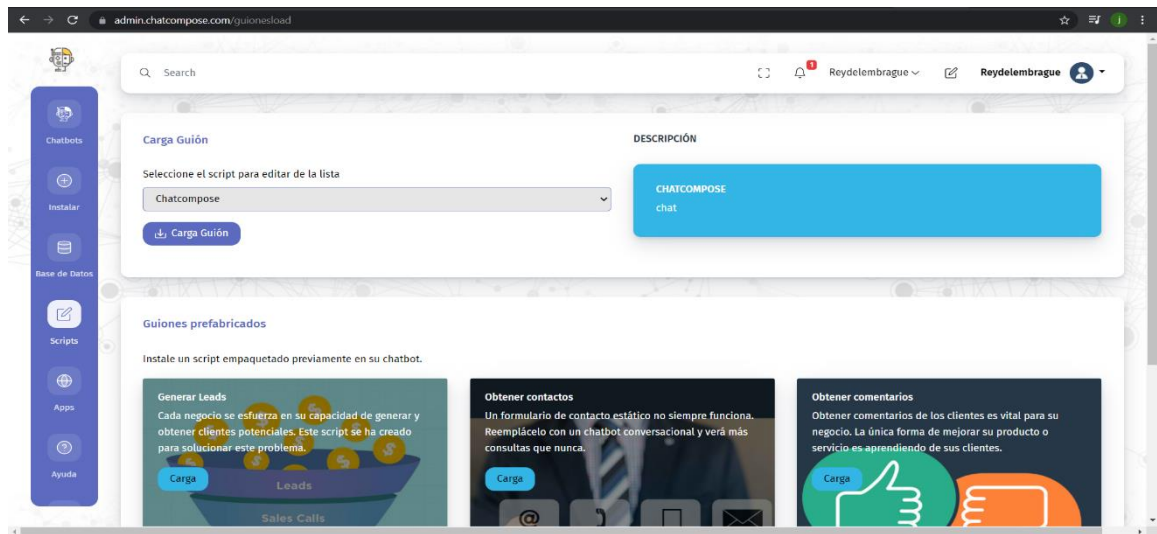 admin.chatcompose.com/guionesload
j
Search
1
Reydelembrague
Reydelembrague
Chatbots
Instalar
Base de Datos
Scripts
Apps
Ayuda
Carga Guión
Seleccione el script para editar de la lista
Chatcompose
Carga Guión
DESCRIPCIÓN
CHATCOMPOSE
chat
Guiones prefabricados
Instale un script empaquetado previamente en su chatbot.
Generar Leads
Cada negocio se esfuerza en su capacidad de generar y
obtener clientes potenciales. Este script se ha creado
para solucionar este problema.
Carga
Leads
Sales Calls
Obtener contactos
Un formulario de contacto estático no siempre funciona.
Reemplácelo con un chatbot conversacional y verá más
consultas que nunca.
Carga
@
Obtener comentarios
Obtener comentarios de los clientes es vital para su
negocio. La única forma de mejorar su producto o
servicio es aprendiendo de sus clientes.
Carga